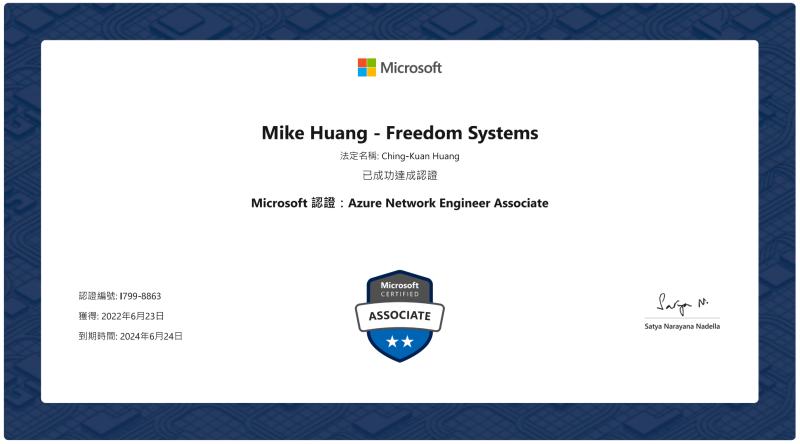 Microsoft
Mike Huang - Freedom Systems
法定名稱: Ching-Kuan Huang
已成功達成認證
Microsoft 認證：Azure Network Engineer Associate
認證編號: I799-8863
獲得: 2022年6月23日
到期時間: 2024年6月24日
Microsoft
CERTIFIED
ASSOCIATE
Satya N.
Satya Narayana Nadella